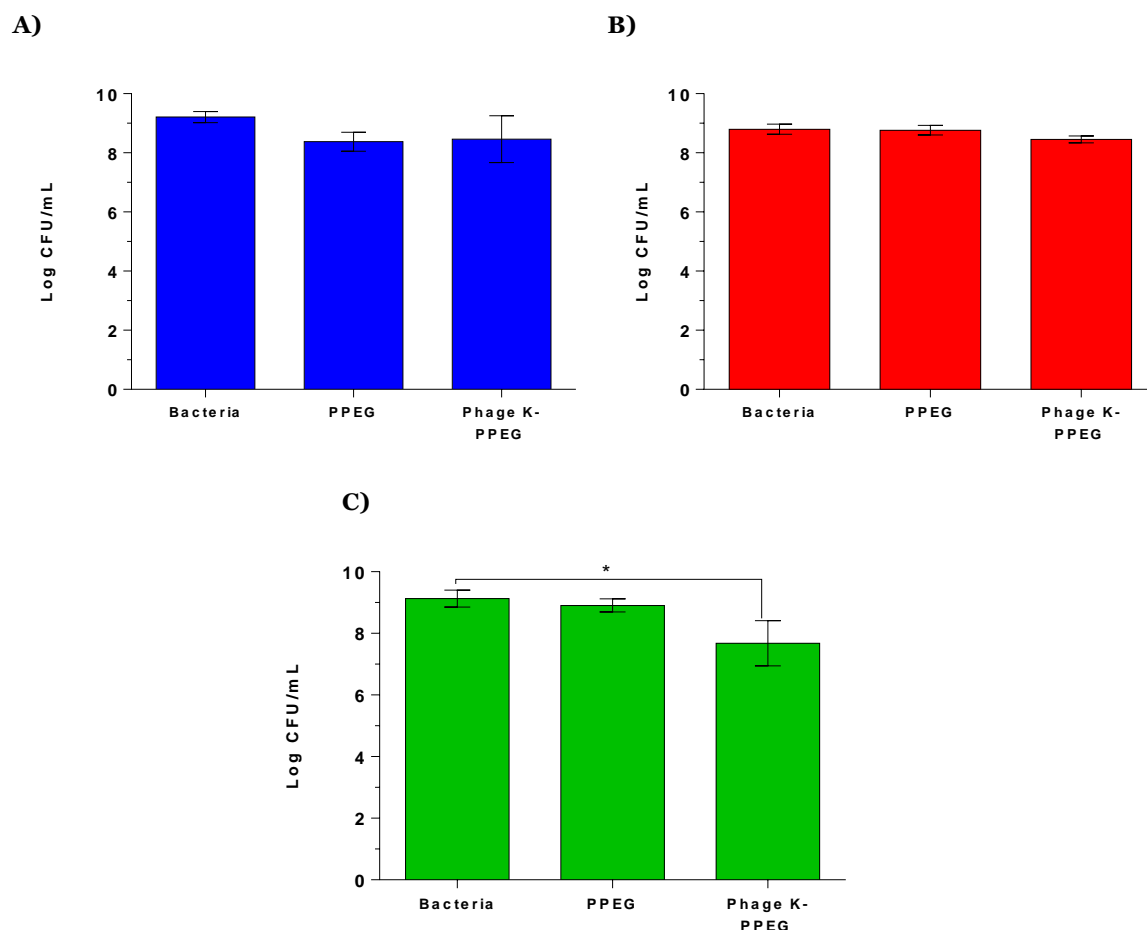 A)
B)
10
8
6
4
2
0
Log CFU/mL
Bacteria
PPEG
Phage K-
PPEG
10
8
6
4
2
0
Log CFU/mL
Bacteria
PPEG
Phage K-
PPEG
C)
10
8
6
4
2
0
Log CFU/mL
*
Bacteria
PPEG
Phage K-
PPEG